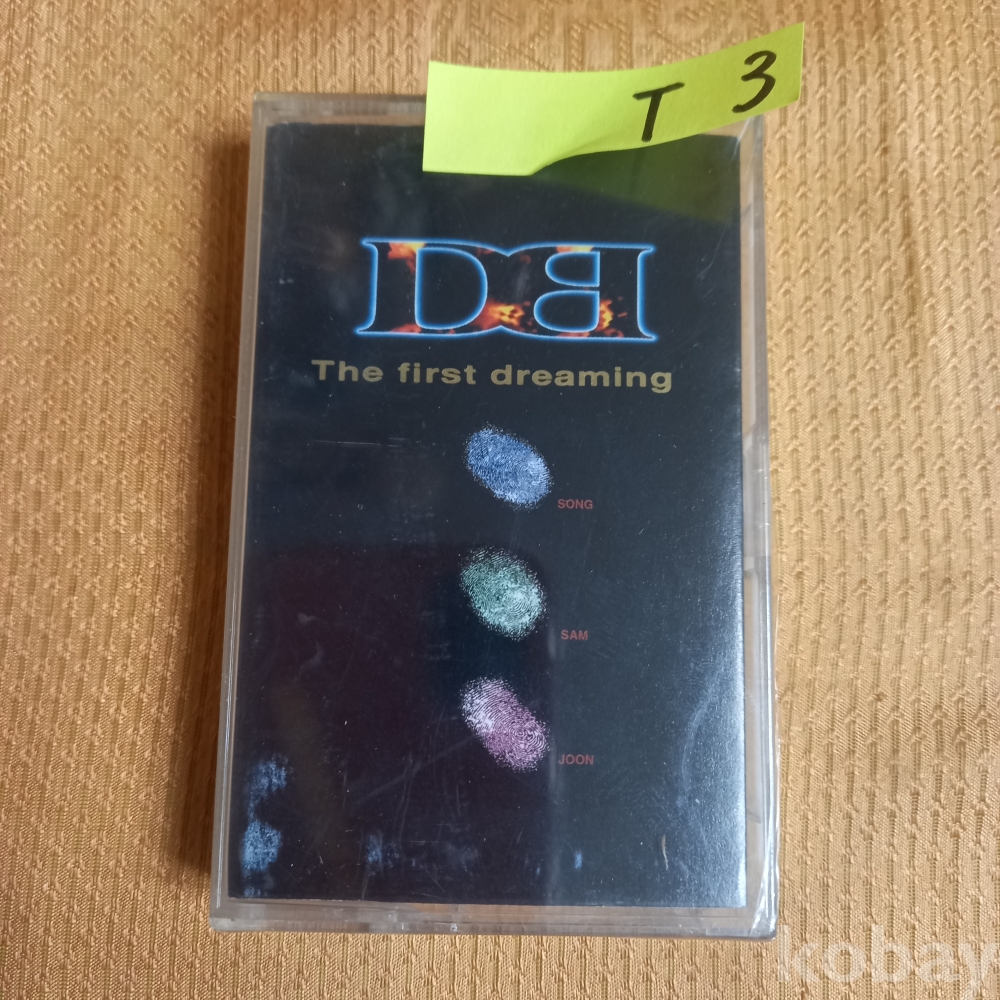 T 3
DB
The first dreaming
SONG
SAM
JOON
kobay